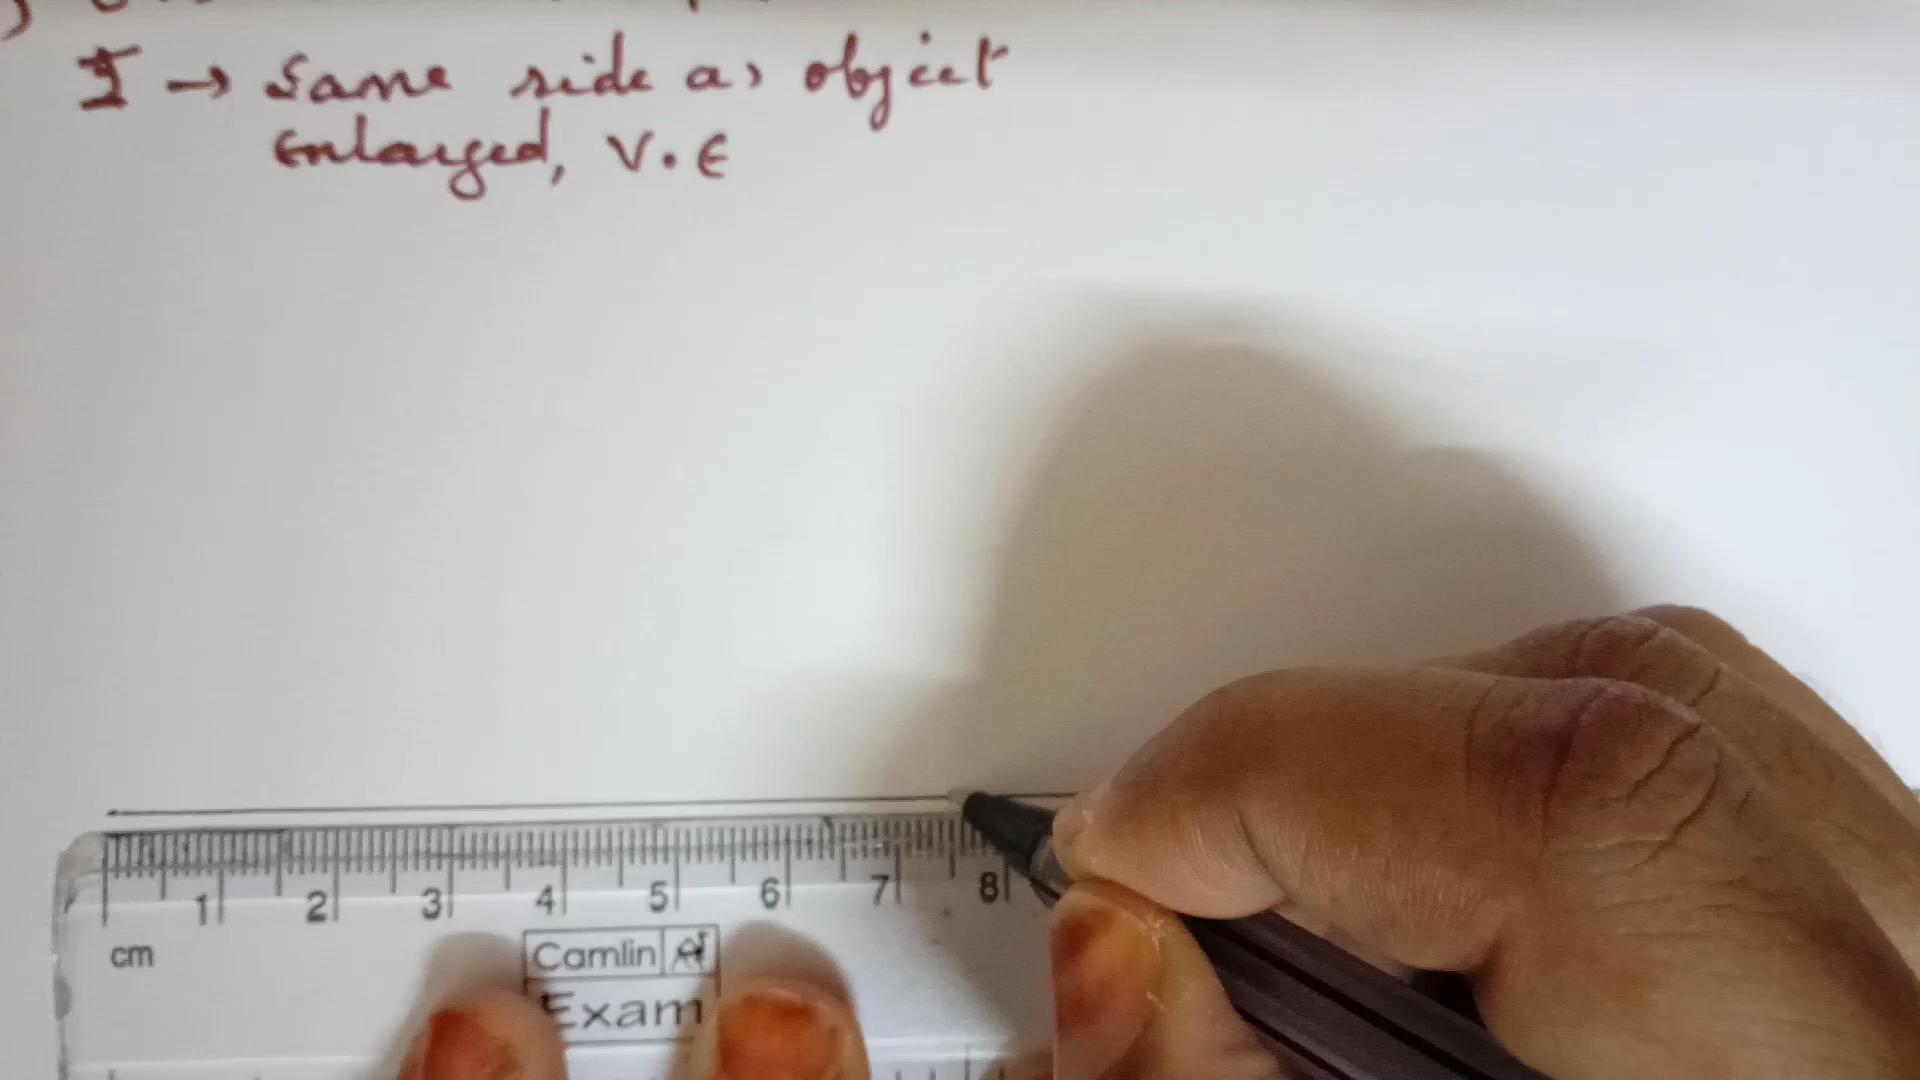 I → Same side as object
Enlarged, V.E
1 2 3 4 5 6 7 8
cm
Camlin
Exam